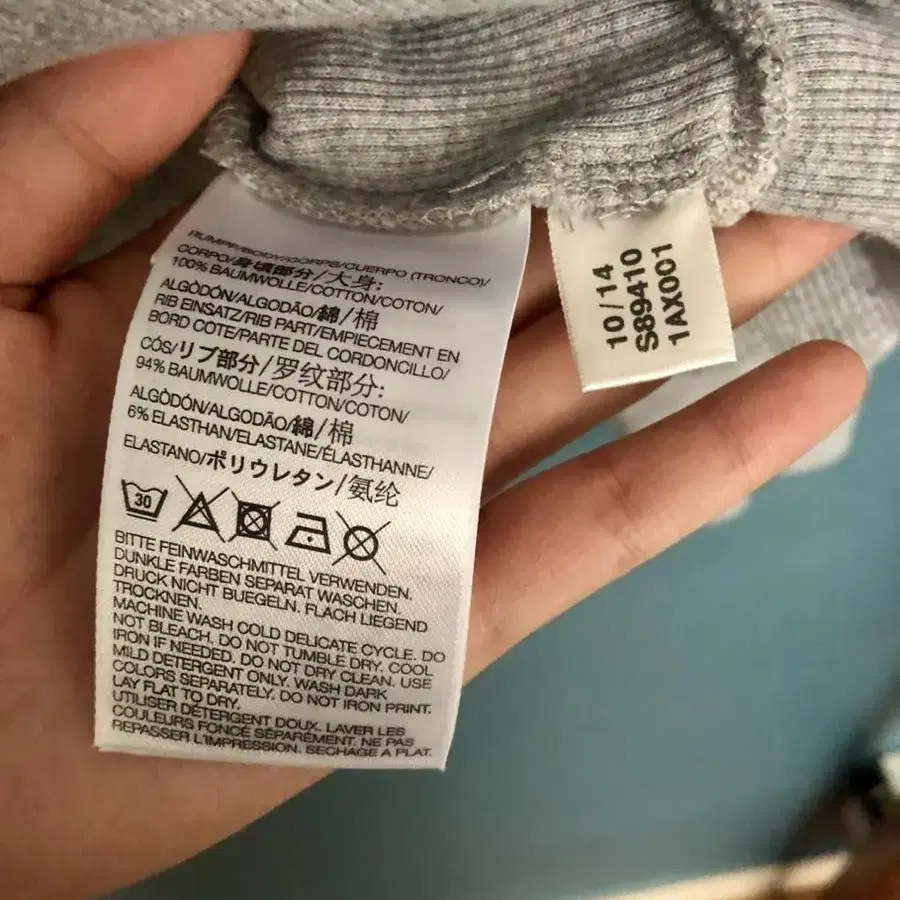 RUMPF/BODY/CORPS/CUERPO (TRONCO)/
CORPO/身頃部分/大身:
100% BAUMWOLLE/COTTON/COTON/
ALGODÓN/ALGODÃO/綿/棉
RIB EINSATZ/RIB PART/EMPIECEMENT EN
BORD COTE/PARTE DEL CORDONCILLO/
CÓS/リブ部分/罗纹部分:
94% BAUMWOLLE/COTTON/COTON/
ALGODÓN/ALGODÃO/綿/棉
6% ELASTHAN/ELASTANE/ÉLASTHANNE/
ELASTANO/ポリウレタン/氨纶
30
BITTE FEINWASCHMITTEL VERWENDEN.
DUNKLE FARBEN SEPARAT WASCHEN.
DRUCK NICHT BUEGELN. FLACH LIEGEND
TROCKNEN.
MACHINE WASH COLD DELICATE CYCLE. DO
NOT BLEACH. DO NOT TUMBLE DRY. COOL
IRON IF NEEDED. DO NOT DRY CLEAN. USE
MILD DETERGENT ONLY. WASH DARK
COLORS SEPARATELY. DO NOT IRON PRINT.
LAY FLAT TO DRY.
UTILISER DÉTERGENT DOUX. LAVER LES
COULEURS FONCÉ SÉPARÉMENT. NE PAS
REPASSER L'IMPRESSION. SECHAGE A PLAT.
10/14
S89410
1AX001